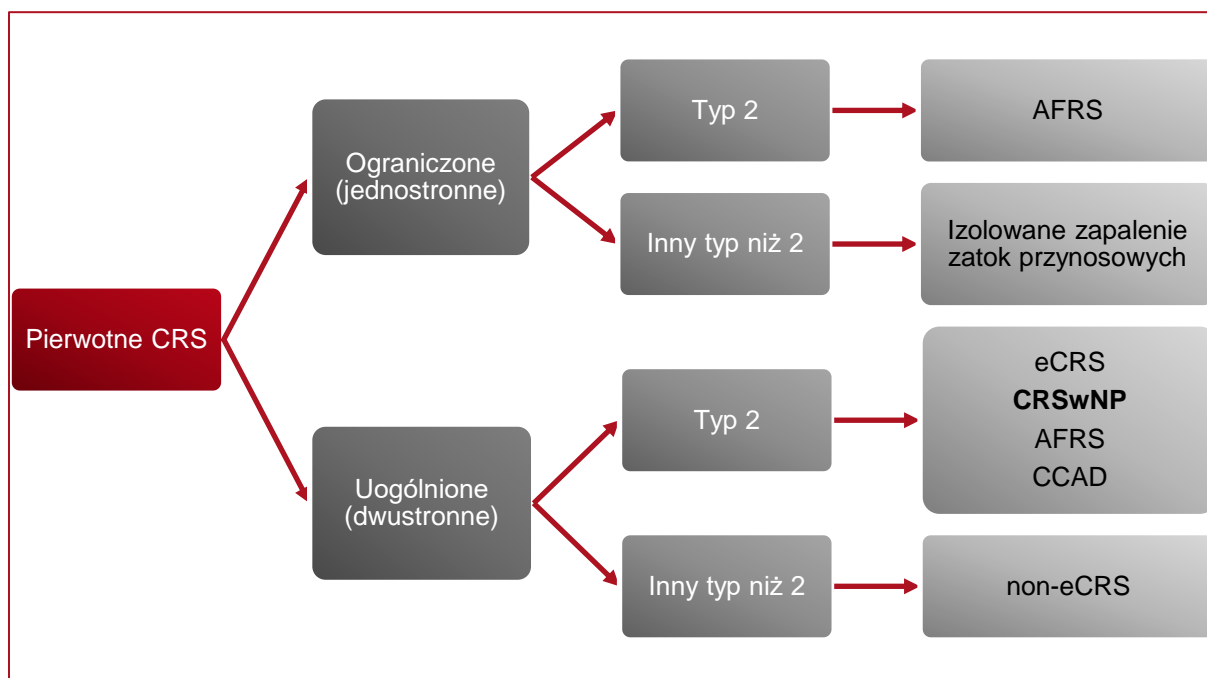 Pierwotne CRS
Ograniczone
(jednostronne)
Typ 2
AFRS
Inny typ niż 2
Izolowane zapalenie
zatok przynosowych
Uogólnione
(dwustronne)
Typ 2
eCRS
CRSwNP
AFRS
CCAD
Inny typ niż 2
non-eCRS